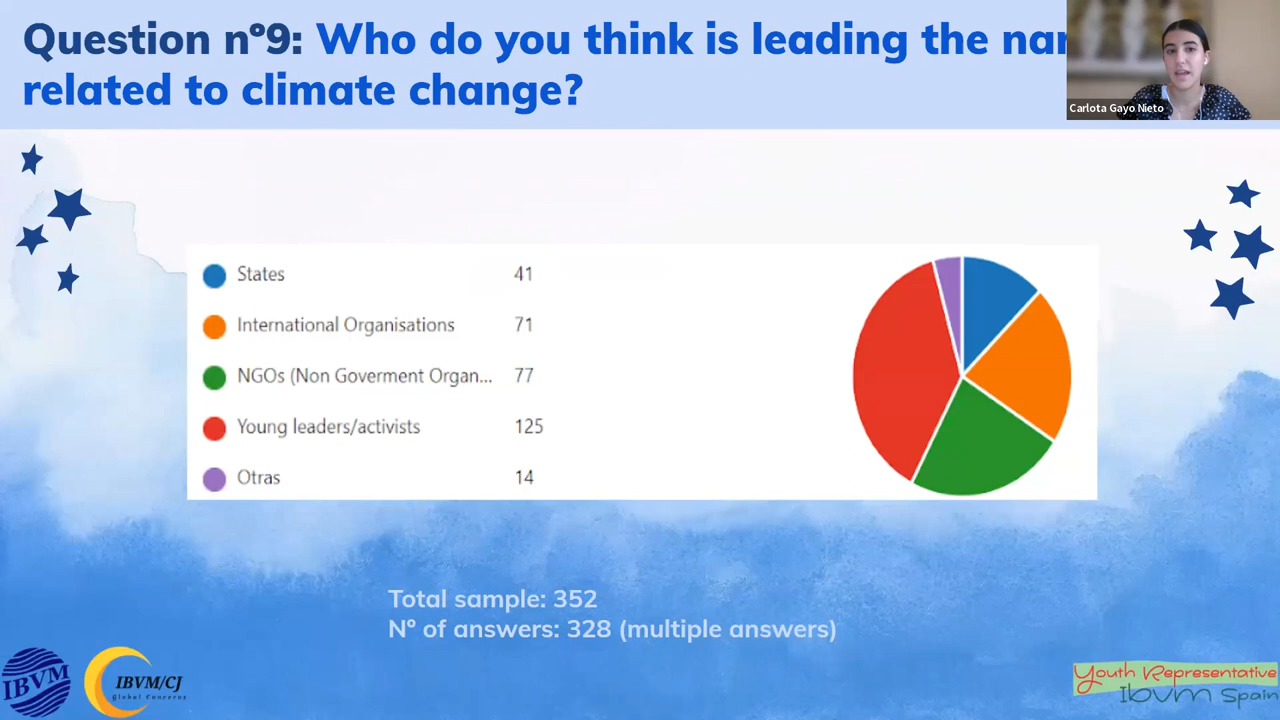 Question nº9: Who do you think is leading the
related to climate change?
Carlota Gayo Nieto
States 41
International Organisations 71
NGOs (Non Goverment Organ... 77
Young leaders/activists 125
Otras 14
Total sample: 352
Nº of answers: 328 (multiple answers)
IBVM
IBVM/CJ
Global Concerns
Youth Representative
Ibvm Spain